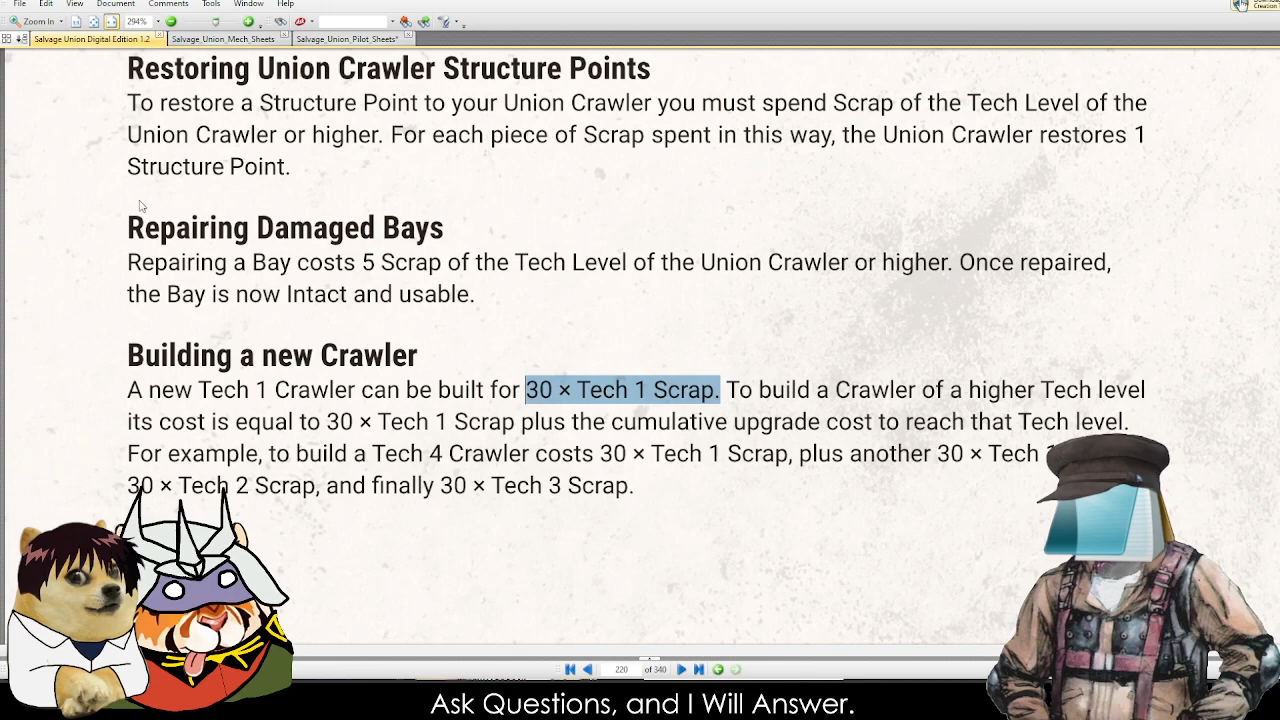 File Edit View Document Comments Tools Window Help
Zoom In 294%
Salvage Union Digital Edition 1.2 Salvage_Union_Mech_Sheets Salvage_Union_Pilot_Sheets*
Restoring Union Crawler Structure Points
To restore a Structure Point to your Union Crawler you must spend Scrap of the Tech Level of the
Union Crawler or higher. For each piece of Scrap spent in this way, the Union Crawler restores 1
Structure Point.
Repairing Damaged Bays
Repairing a Bay costs 5 Scrap of the Tech Level of the Union Crawler or higher. Once repaired,
the Bay is now Intact and usable.
Building a new Crawler
A new Tech 1 Crawler can be built for 30 × Tech 1 Scrap. To build a Crawler of a higher Tech level
its cost is equal to 30 × Tech 1 Scrap plus the cumulative upgrade cost to reach that Tech level.
For example, to build a Tech 4 Crawler costs 30 × Tech 1 Scrap, plus another 30 × Tech
30 × Tech 2 Scrap, and finally 30 × Tech 3 Scrap.
220 of 340
Ask Questions, and I Will Answer.